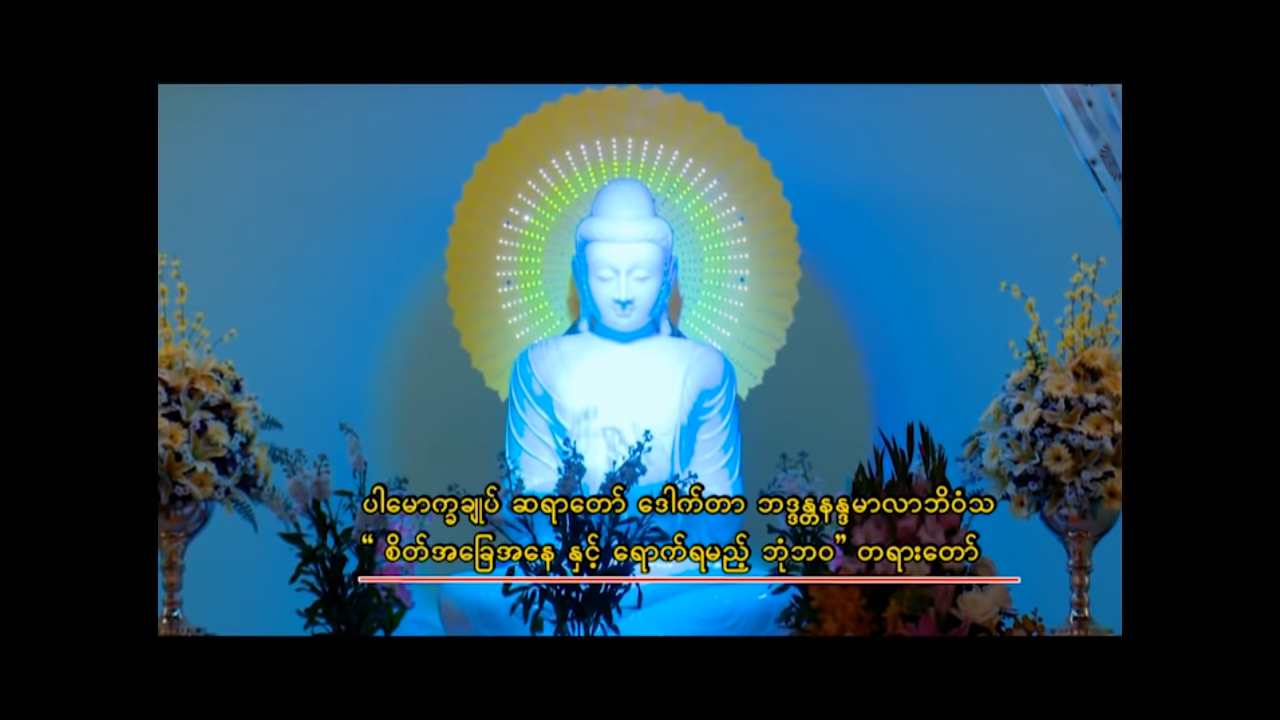 ပါမောက္ခချုပ် ဆရာတော် ဒေါက်တာ ဘဒ္ဒန္တနန္ဒမာလာဘိဝံသ
“ စိတ်အခြေအနေ နှင့် ရောက်ရမည့် ဘုံဘဝ” တရားတော်